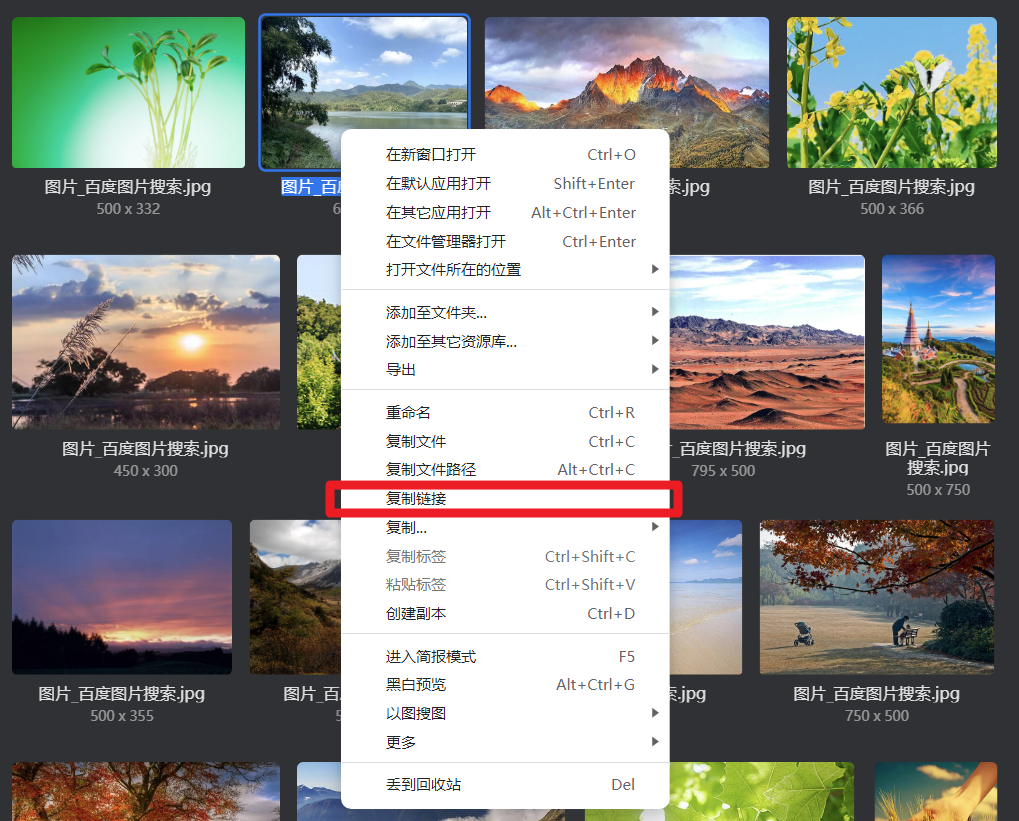 图片_百度图片搜索.jpg
500 x 332
图片_百
6
索.jpg
图片_百度图片搜索.jpg
500 x 366
在新窗口打开 Ctrl+O
在默认应用打开 Shift+Enter
在其它应用打开 Alt+Ctrl+Enter
在文件管理器打开 Ctrl+Enter
打开文件所在的位置
添加至文件夹...
添加至其它资源库...
导出
重命名 Ctrl+R
复制文件 Ctrl+C
复制文件路径 Alt+Ctrl+C
复制链接
复制...
复制标签 Ctrl+Shift+C
粘贴标签 Ctrl+Shift+V
创建副本 Ctrl+D
进入简报模式 F5
黑白预览 Alt+Ctrl+G
以图搜图
更多
丢到回收站 Del
图片_百度图片搜索.jpg
450 x 300
_百度图片搜索.jpg
795 x 500
图片_百度图片
搜索.jpg
500 x 750
图片_百度图片搜索.jpg
500 x 355
图片_百
5
索.jpg
图片_百度图片搜索.jpg
750 x 500